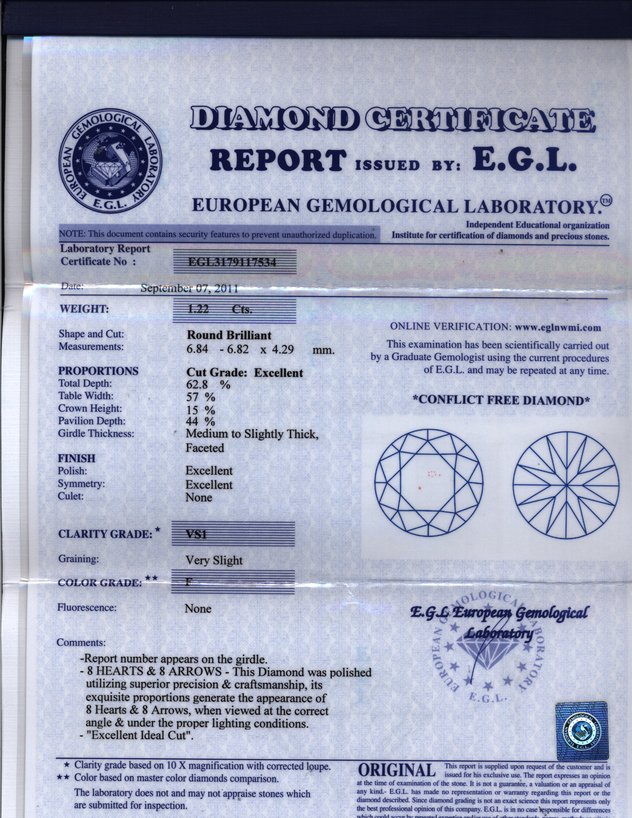 DIAMOND CERTIFICATE
REPORT ISSUED BY: E.G.L.
EUROPEAN GEMOLOGICAL LABORATORY.™
EUROPEAN GEMOLOGICAL LABORATORY
E.G.L.
Independent Educational organization
NOTE: This document contains security features to prevent unauthorized duplication.
Institute for certification of diamonds and precious stones.
Laboratory Report
Certificate No : EGL3179117534
Date: September 07, 2011
WEIGHT: 1.22 Cts.
Shape and Cut: Round Brilliant
Measurements: 6.84 - 6.82 x 4.29 mm.
PROPORTIONS Cut Grade: Excellent
Total Depth: 62.8 %
Table Width: 57 %
Crown Height: 15 %
Pavilion Depth: 44 %
Girdle Thickness: Medium to Slightly Thick,
Faceted
FINISH
Polish: Excellent
Symmetry: Excellent
Culet: None
CLARITY GRADE: * VS1
Graining: Very Slight
COLOR GRADE: ** F
Fluorescence: None
ONLINE VERIFICATION: www.eglnwmi.com
This examination has been scientifically carried out
by a Graduate Gemologist using the current procedures
of E.G.L. and may be repeated at any time.
*CONFLICT FREE DIAMOND*
E.G.L European Gemological
Laboratory
EUROPEAN GEMOLOGICAL LABORATORY
E.G.L.
Comments:
-Report number appears on the girdle.
- 8 HEARTS & 8 ARROWS - This Diamond was polished
utilizing superior precision & craftsmanship, its
exquisite proportions generate the appearance of
8 Hearts & 8 Arrows, when viewed at the correct
angle & under the proper lighting conditions.
- "Excellent Ideal Cut".
* Clarity grade based on 10 X magnification with corrected loupe.
** Color based on master color diamonds comparison.
The laboratory does not and may not appraise stones which
are submitted for inspection.
ORIGINAL This report is supplied upon request of the customer and is
issued for his exclusive use. The report expresses an opinion
at the time of examination of the stone. It is not a guarantee, a valuation or an appraisal of
any kind.- E.G.L. has made no representation or warranty regarding this report or the
diamond described. Since diamond grading is not an exact science this report represents only
the best professional opinion of this company. E.G.L. is in no case responsible for differences